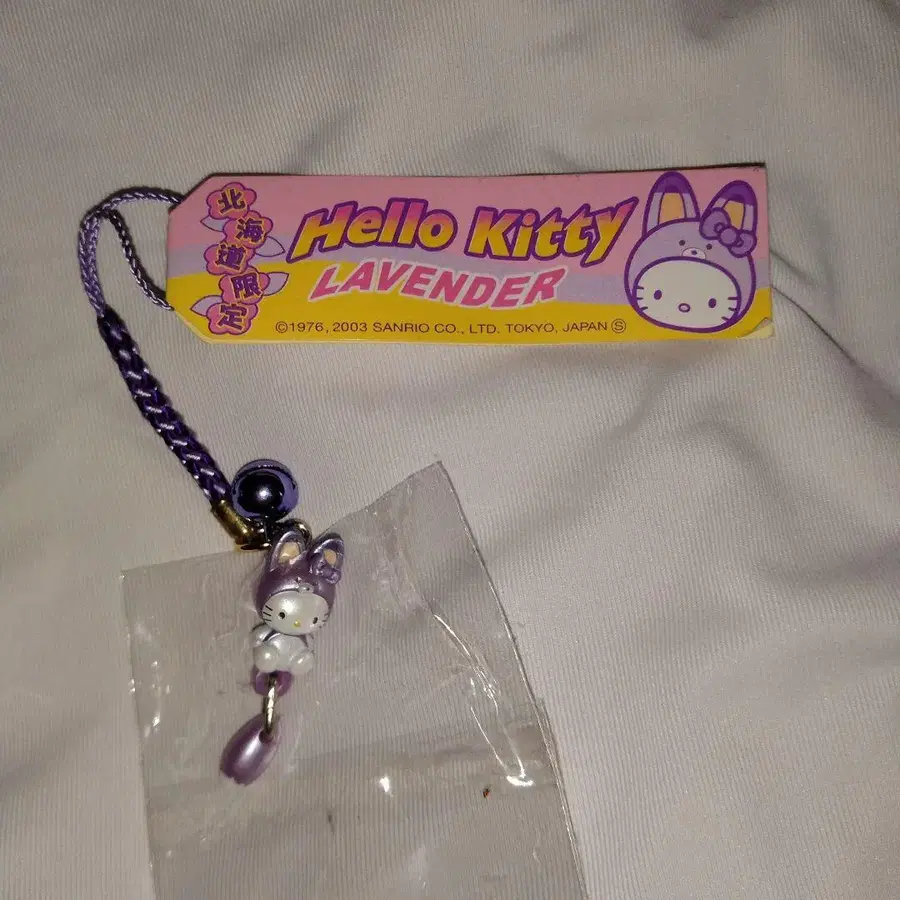 北海道限定
Hello Kitty
LAVENDER
©1976, 2003 SANRIO CO., LTD. TOKYO, JAPAN Ⓢ